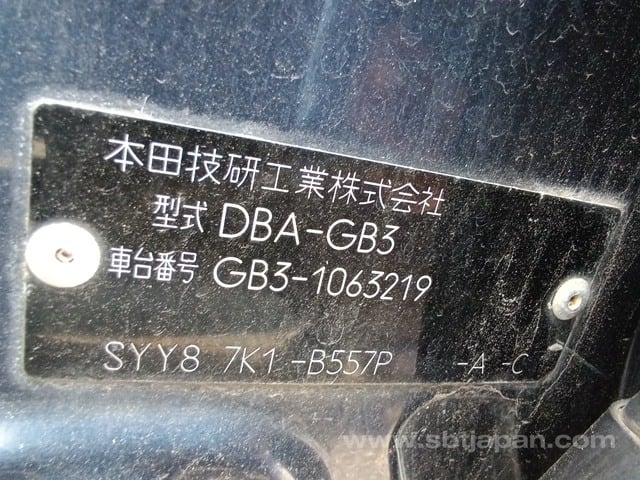 本田技研工業株式会社
型式 DBA-GB3
車台番号 GB3-1063219
SYY8 7K1 -B557P -A -C
www.sbtjapan.com